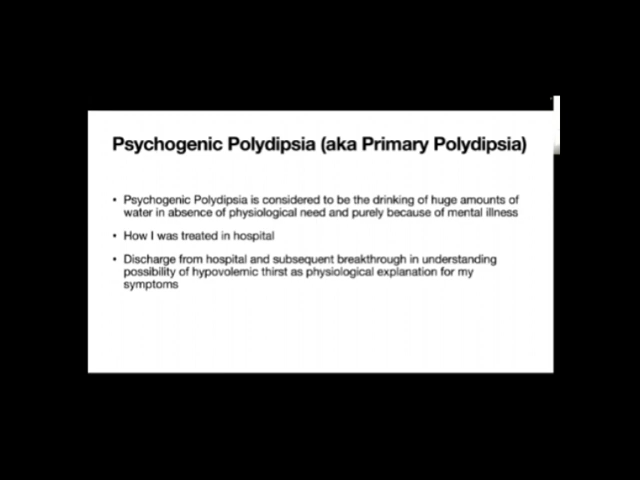 Psychogenic Polydipsia (aka Primary Polydipsia)
• Psychogenic Polydipsia is considered to be the drinking of huge amounts of
water in absence of physiological need and purely because of mental illness
• How I was treated in hospital
• Discharge from hospital and subsequent breakthrough in understanding
possibility of hypovolemic thirst as physiological explanation for my
symptoms